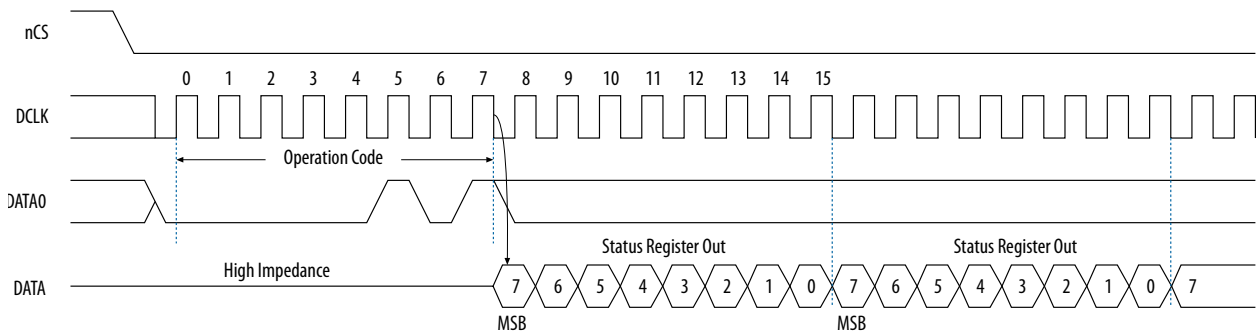 nCS
0 1 2 3 4 5 6 7 8 9 10 11 12 13 14 15
DCLK
Operation Code
DATA0
Status Register Out Status Register Out
High Impedance
DATA 7 6 5 4 3 2 1 0 7 6 5 4 3 2 1 0 7
MSB MSB